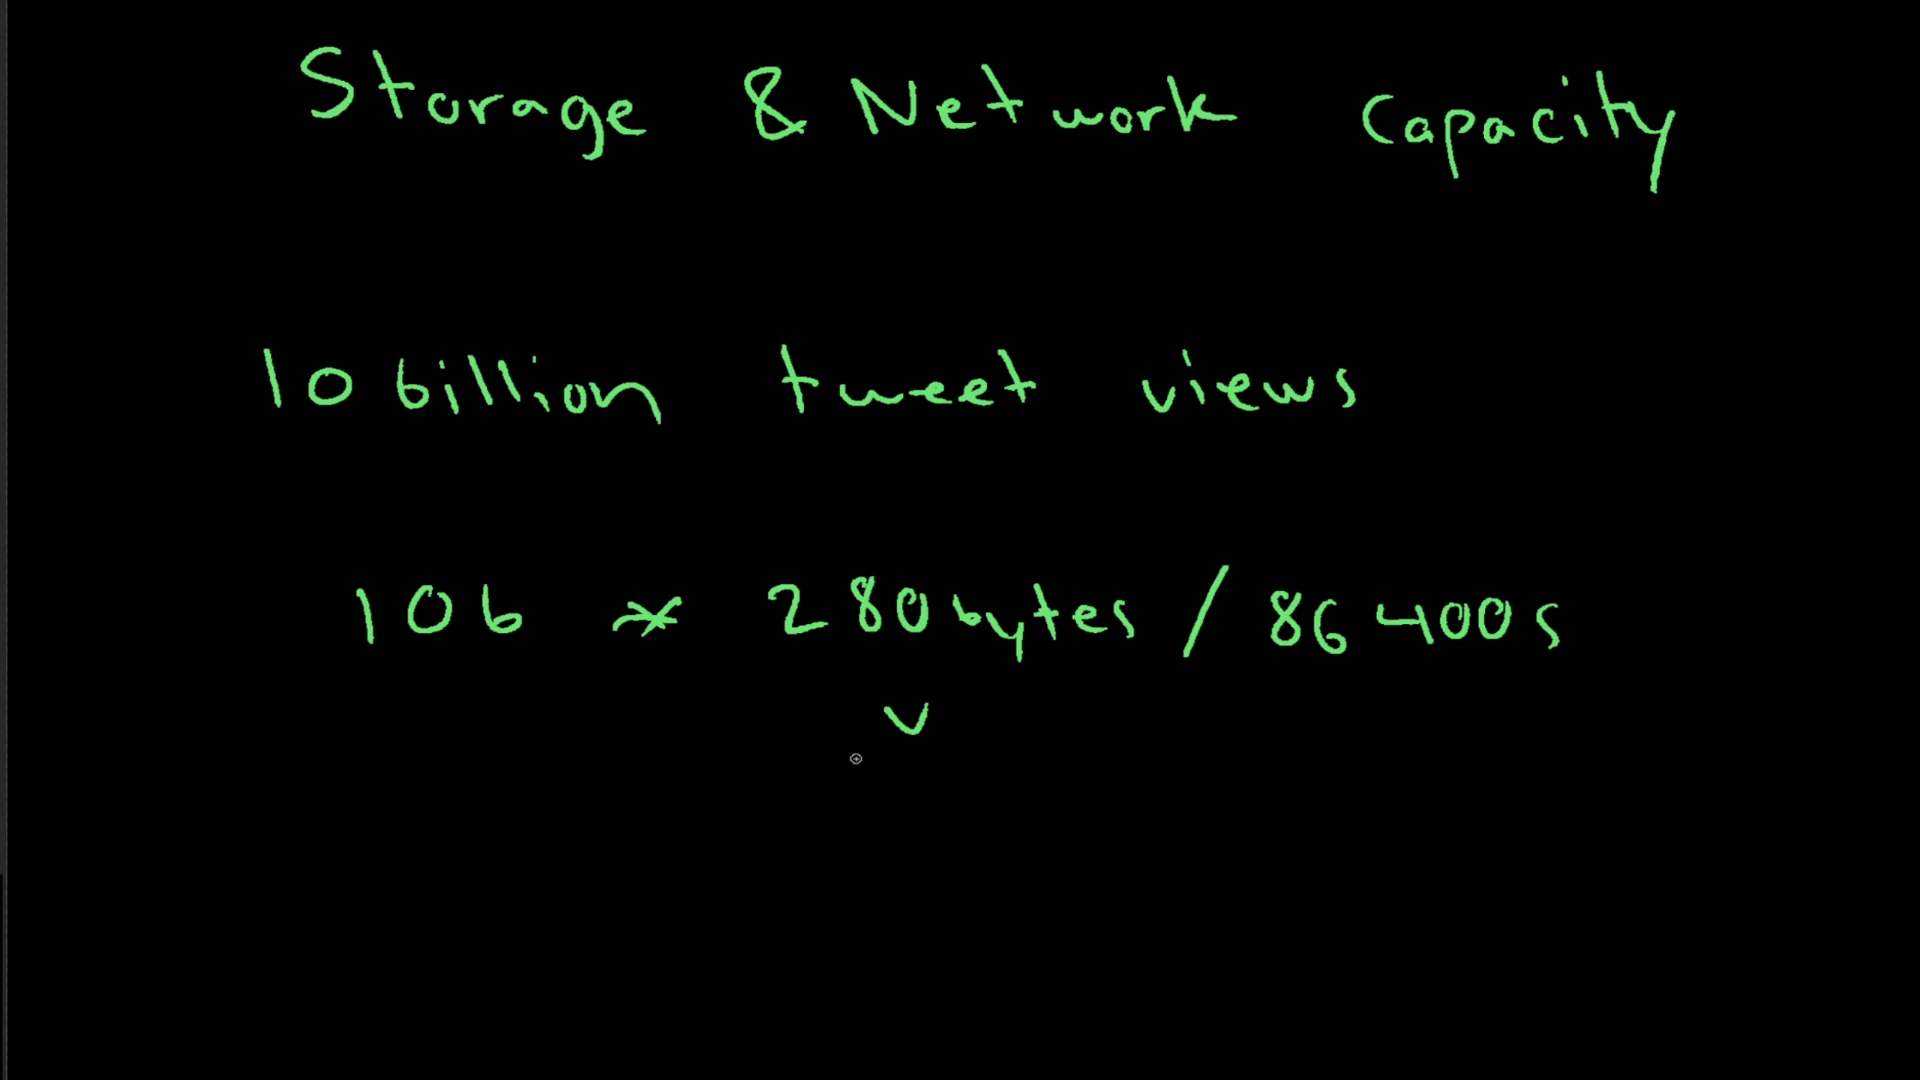 Storage & Network Capacity
10 billion tweet views
10b * 280bytes / 86400s
v